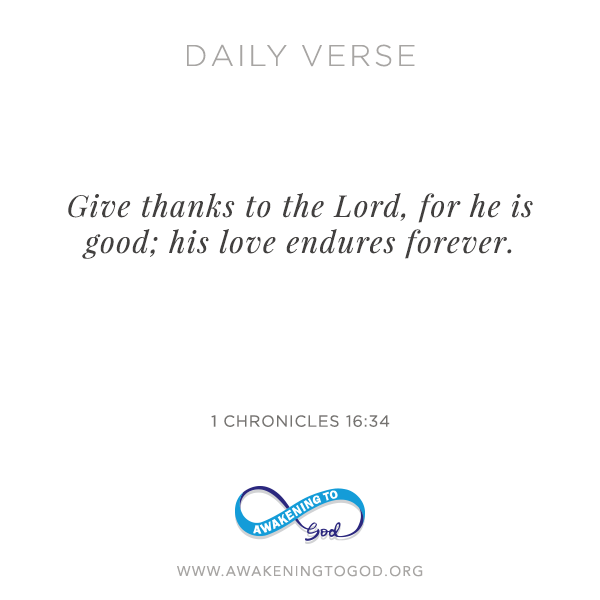 DAILY VERSE
Give thanks to the Lord, for he is
good; his love endures forever.
1 CHRONICLES 16:34
AWAKENING TO
God
WWW.AWAKENINGTOGOD.ORG